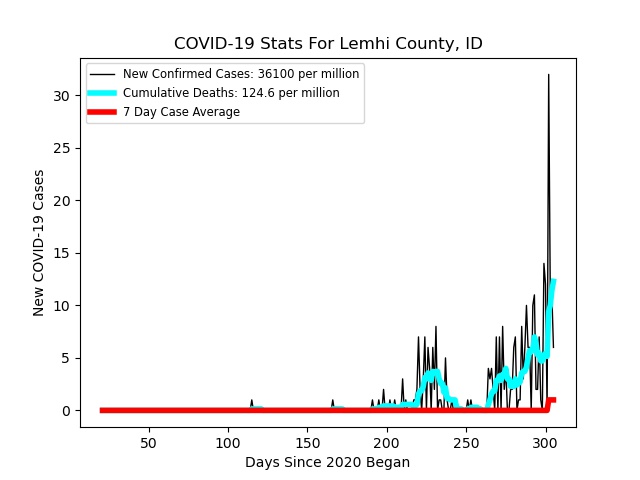 COVID-19 Stats For Lemhi County, ID
New Confirmed Cases: 36100 per million
Cumulative Deaths: 124.6 per million
7 Day Case Average
New COVID-19 Cases
30
25
20
15
10
5
0
50 100 150 200 250 300
Days Since 2020 Began